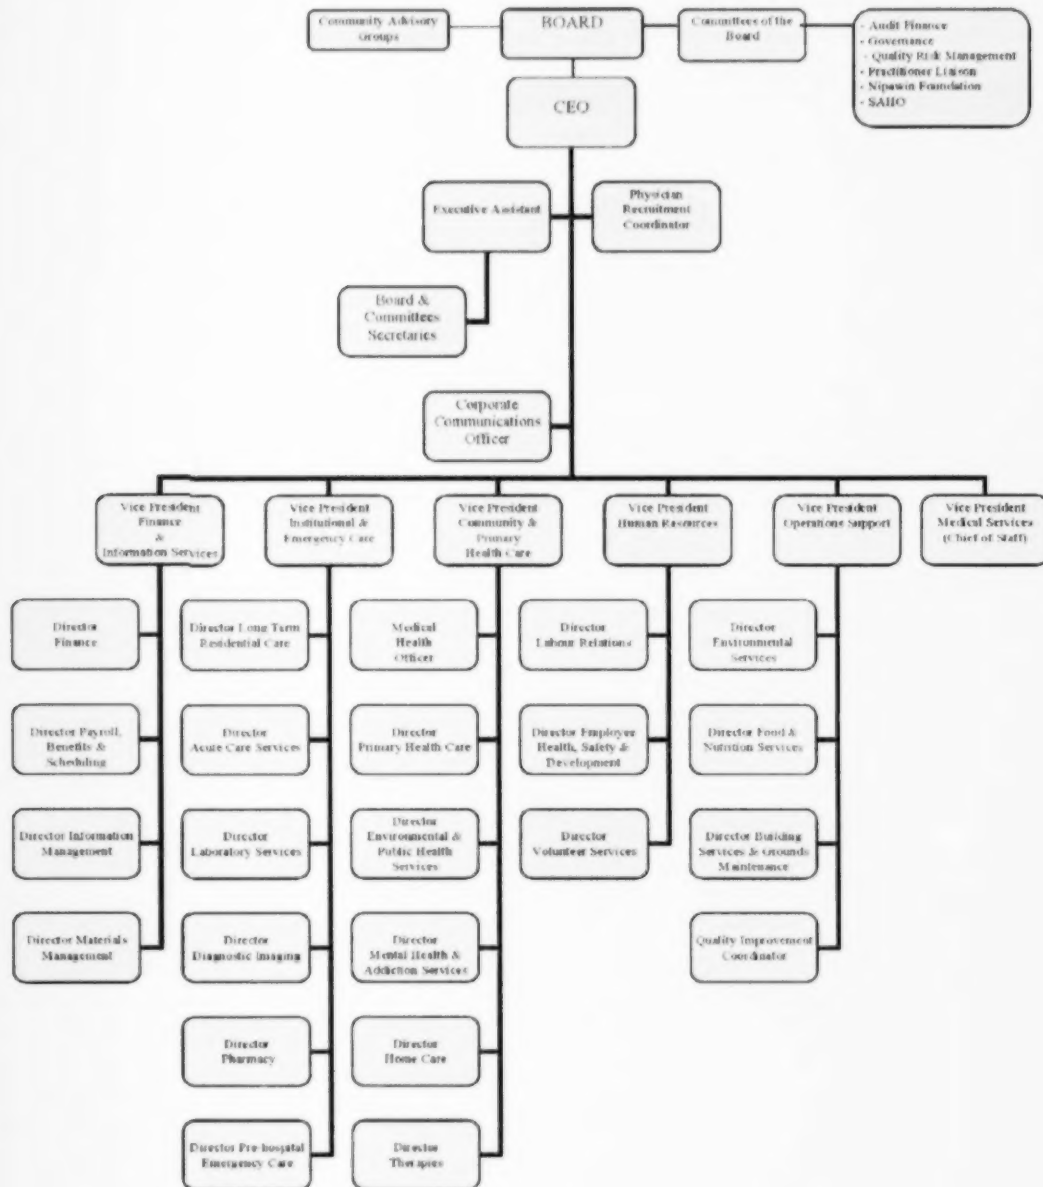 Community Advisory
Groups
BOARD
Committees of the
Board
- Audit Finance
- Governance
- Quality Risk Management
- Practitioner Liaison
- Nipawin Foundation
- SAHO
CEO
Executive Assistant
Physician
Recruitment
Coordinator
Board &
Committees
Secretaries
Corporate
Communications
Officer
Vice President
Finance
&
Information Services
Vice President
Institutional &
Emergency Care
Vice President
Community &
Primary
Health Care
Vice President
Human Resources
Vice President
Operations Support
Vice President
Medical Services
(Chief of Staff)
Director
Finance
Director Long Term
Residential Care
Medical
Health
Officer
Director
Labour Relations
Director
Environmental
Services
Director Payroll,
Benefits &
Scheduling
Director
Acute Care Services
Director
Primary Health Care
Director Employee
Health, Safety &
Development
Director Food &
Nutrition Services
Director Information
Management
Director
Laboratory Services
Director
Environmental &
Public Health
Services
Director
Volunteer Services
Director Building
Services & Grounds
Maintenance
Director Materials
Management
Director
Diagnostic Imaging
Director
Mental Health &
Addiction Services
Quality Improvement
Coordinator
Director
Pharmacy
Director
Home Care
Director Pre-hospital
Emergency Care
Director
Therapies